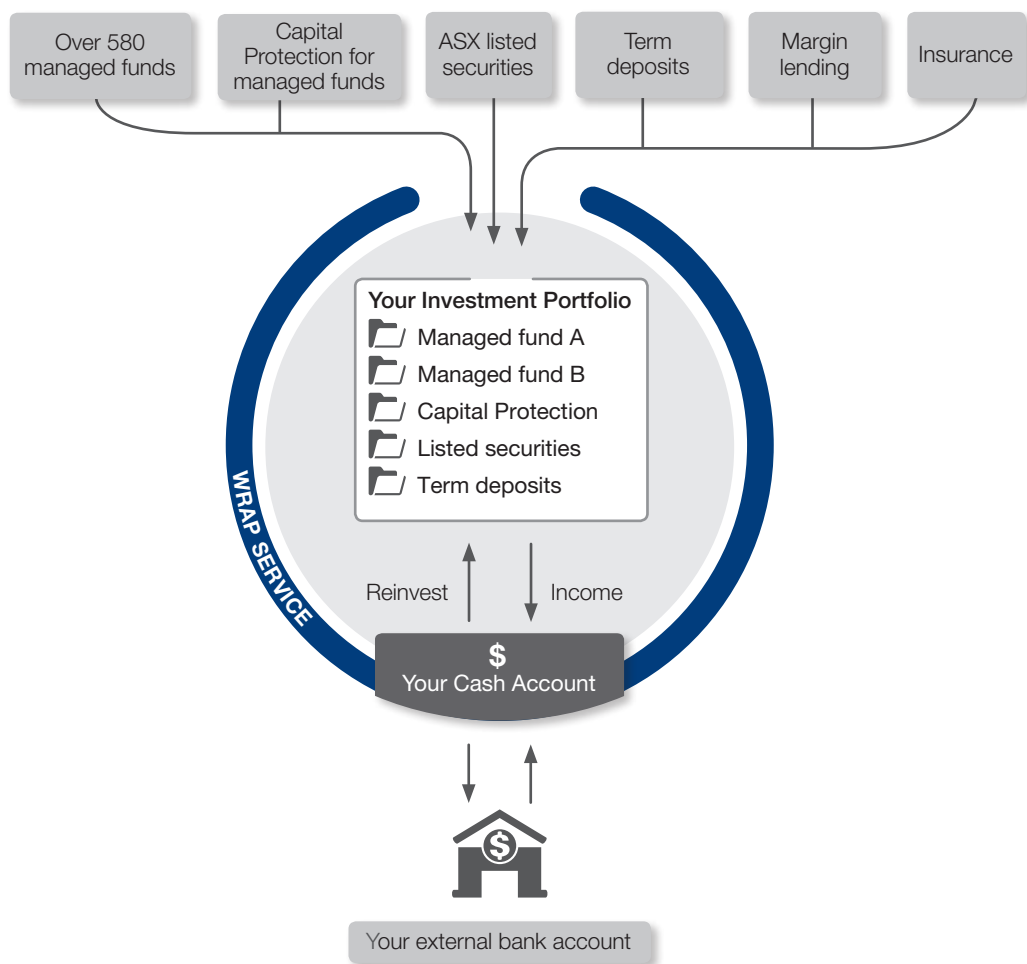 Over 580
managed funds
Capital
Protection for
managed funds
ASX listed
securities
Term
deposits
Margin
lending
Insurance
Your Investment Portfolio
Managed fund A
Managed fund B
Capital Protection
Listed securities
Term deposits
WRAP SERVICE
Reinvest
Income
$
Your Cash Account
$
Your external bank account